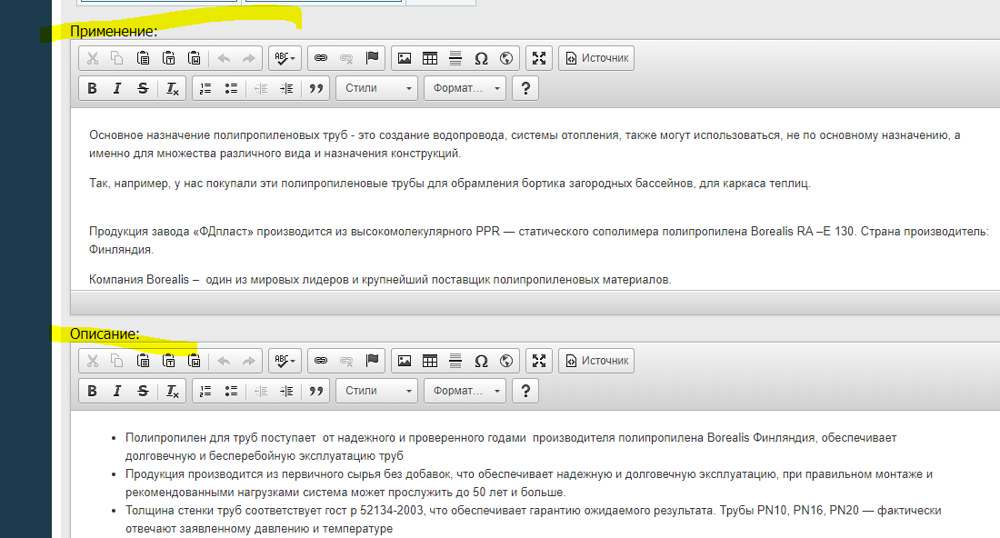 Применение:
ABC
Источник
B I S Tx
Стили Формат... ?
Основное назначение полипропиленовых труб - это создание водопровода, системы отопления, также могут использоваться, не по основному назначению, а
именно для множества различного вида и назначения конструкций.
Так, например, у нас покупали эти полипропиленовые трубы для обрамления бортика загородных бассейнов, для каркаса теплиц.
Продукция завода «ФДпласт» производится из высокомолекулярного PPR — статического сополимера полипропилена Borealis RA –E 130. Страна производитель:
Финляндия.
Компания Borealis –  один из мировых лидеров и крупнейший поставщик полипропиленовых материалов.
Описание:
ABC
Источник
B I S Tx
Стили Формат... ?
• Полипропилен для труб поступает  от надежного и проверенного годами  производителя полипропилена Borealis Финляндия, обеспечивает
долговечную и бесперебойную эксплуатацию труб
• Продукция производится из первичного сырья без добавок, что обеспечивает надежную и долговечную эксплуатацию, при правильном монтаже и
рекомендованными нагрузками система может прослужить до 50 лет и больше.
• Толщина стенки труб соответствует гост р 52134-2003, что обеспечивает гарантию ожидаемого результата. Трубы PN10, PN16, PN20 — фактически
отвечают заявленному давлению и температуре